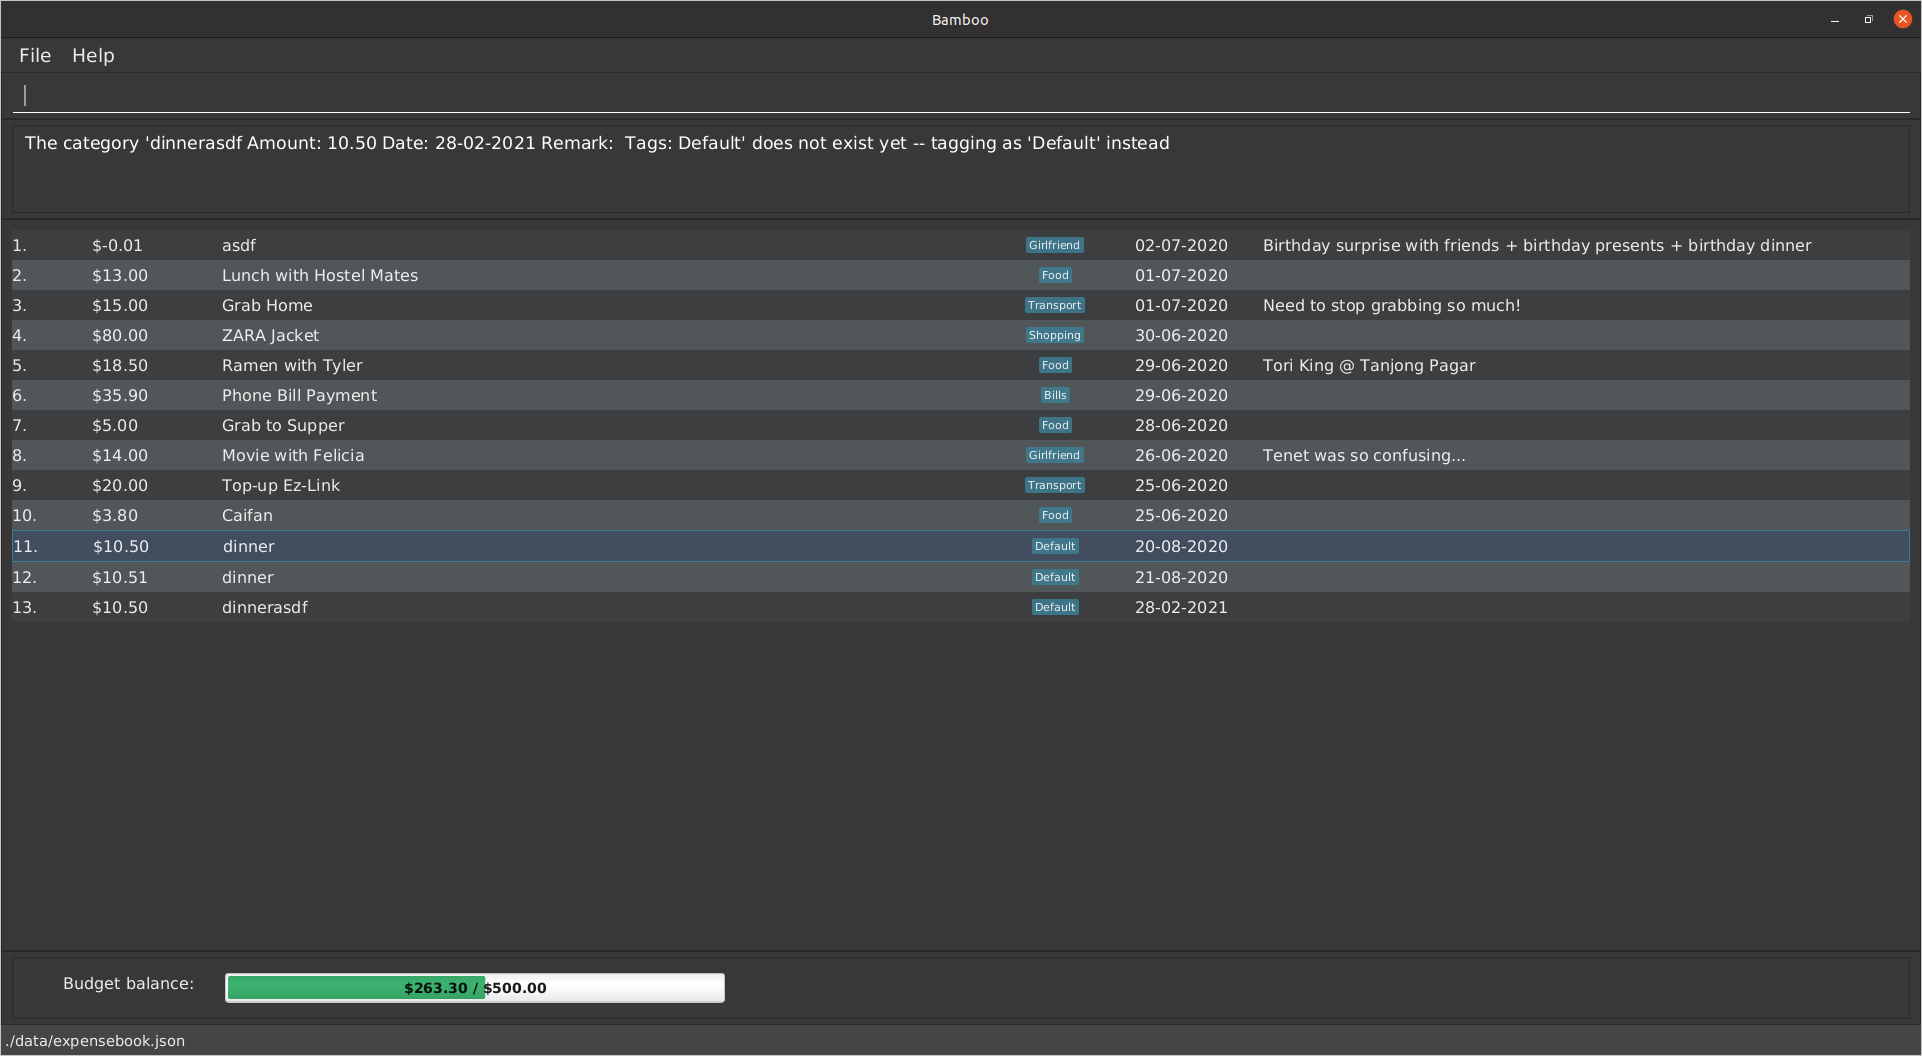 Bamboo
File Help
The category 'dinnerasdf Amount: 10.50 Date: 28-02-2021 Remark:  Tags: Default' does not exist yet -- tagging as 'Default' instead
1. $-0.01 asdf Girlfriend 02-07-2020 Birthday surprise with friends + birthday presents + birthday dinner
2. $13.00 Lunch with Hostel Mates Food 01-07-2020
3. $15.00 Grab Home Transport 01-07-2020 Need to stop grabbing so much!
4. $80.00 ZARA Jacket Shopping 30-06-2020
5. $18.50 Ramen with Tyler Food 29-06-2020 Tori King @ Tanjong Pagar
6. $35.90 Phone Bill Payment Bills 29-06-2020
7. $5.00 Grab to Supper Food 28-06-2020
8. $14.00 Movie with Felicia Girlfriend 26-06-2020 Tenet was so confusing...
9. $20.00 Top-up Ez-Link Transport 25-06-2020
10. $3.80 Caifan Food 25-06-2020
11. $10.50 dinner Default 20-08-2020
12. $10.51 dinner Default 21-08-2020
13. $10.50 dinnerasdf Default 28-02-2021
Budget balance: $263.30 / $500.00
./data/expensebook.json